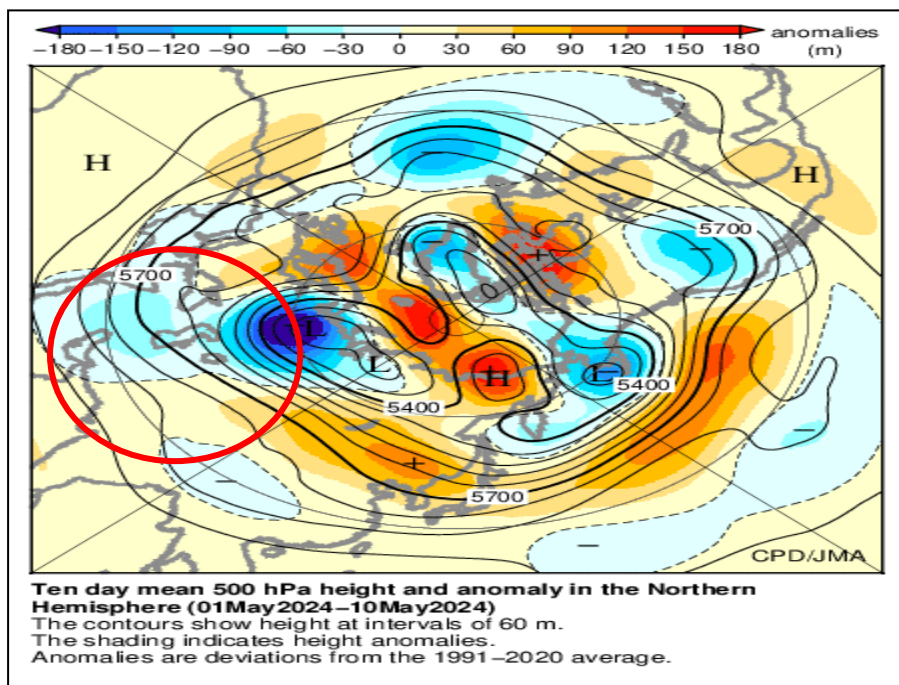 −180 −150 −120 −90 −60 −30 0 30 60 90 120 150 180 anomalies
(m)
H
H
5700
5700
L
L
H
L
5400
5400
5700
CPD/JMA
Ten day mean 500 hPa height and anomaly in the Northern
Hemisphere (01May2024−10May2024)
The contours show height at intervals of 60 m.
The shading indicates height anomalies.
Anomalies are deviations from the 1991−2020 average.